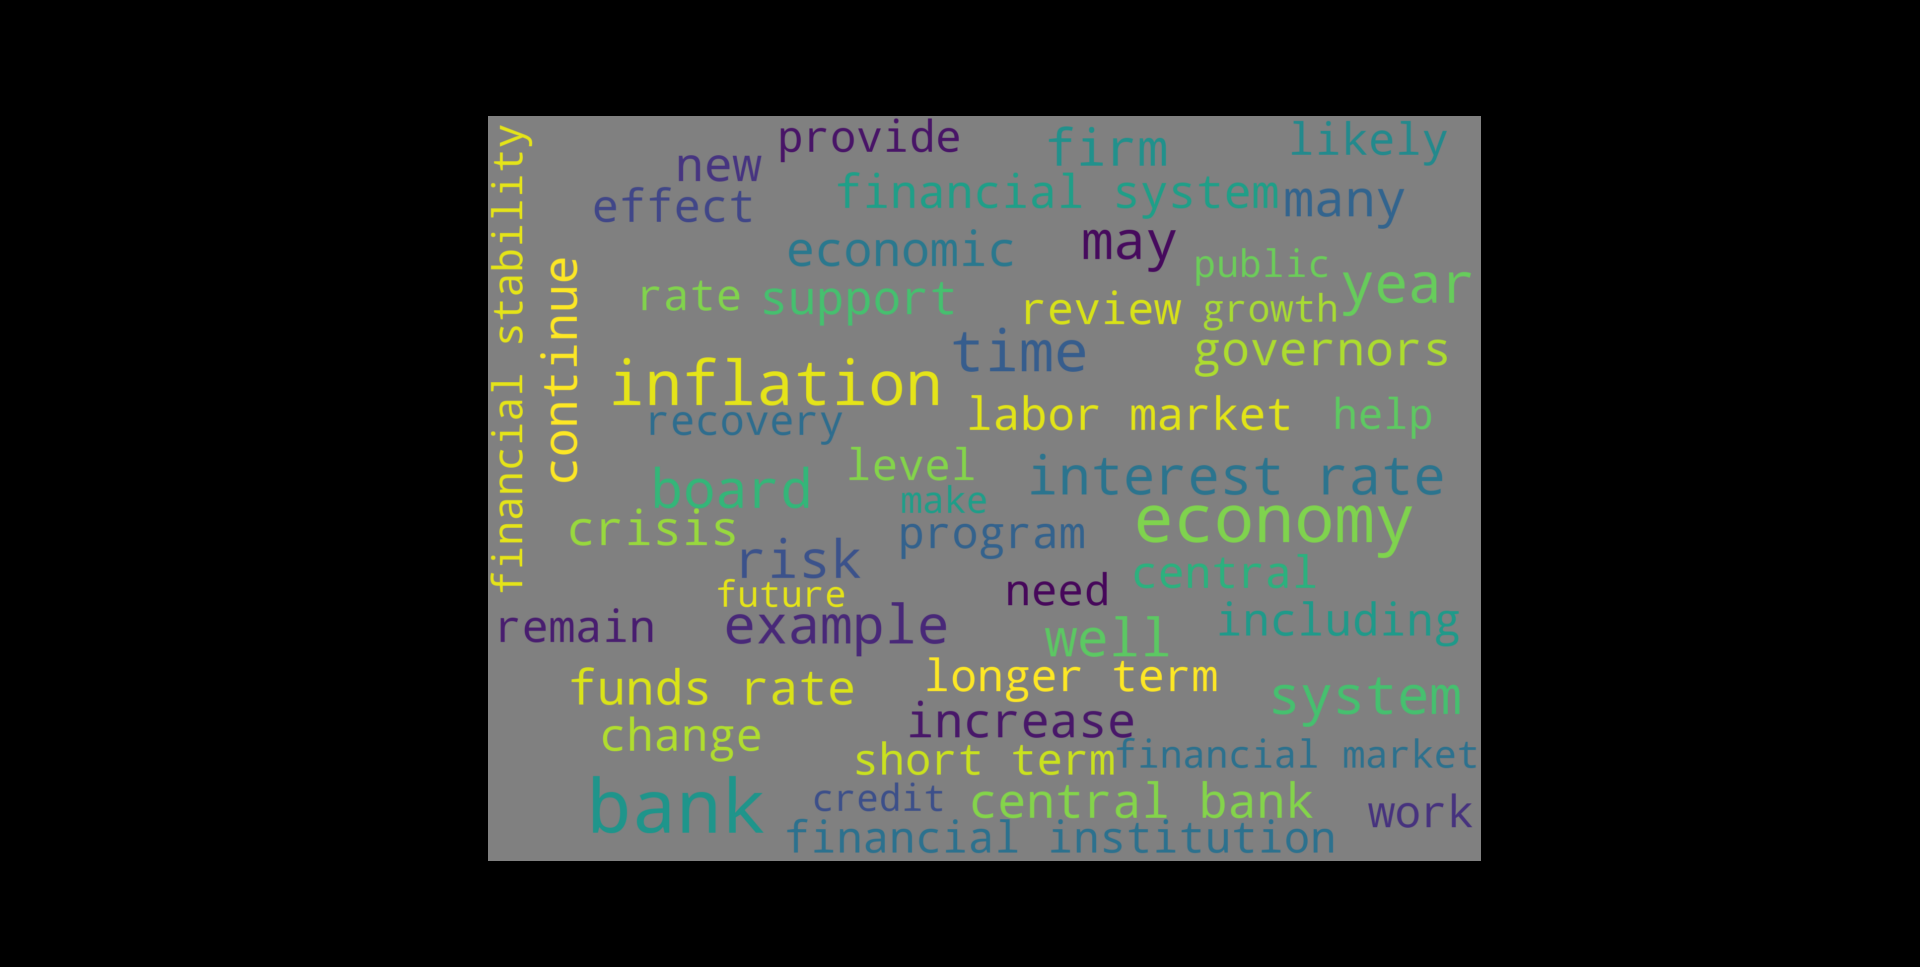 provide
firm
likely
new
financial system
many
effect
economic
may
public
year
rate
support
review
growth
time
governors
inflation
recovery
labor market
help
financial stability
continue
level
interest rate
board
make
economy
crisis
program
risk
central
future
need
remain
example
well
including
longer term
funds rate
system
increase
change
short term
financial market
bank
credit
central bank
work
financial institution